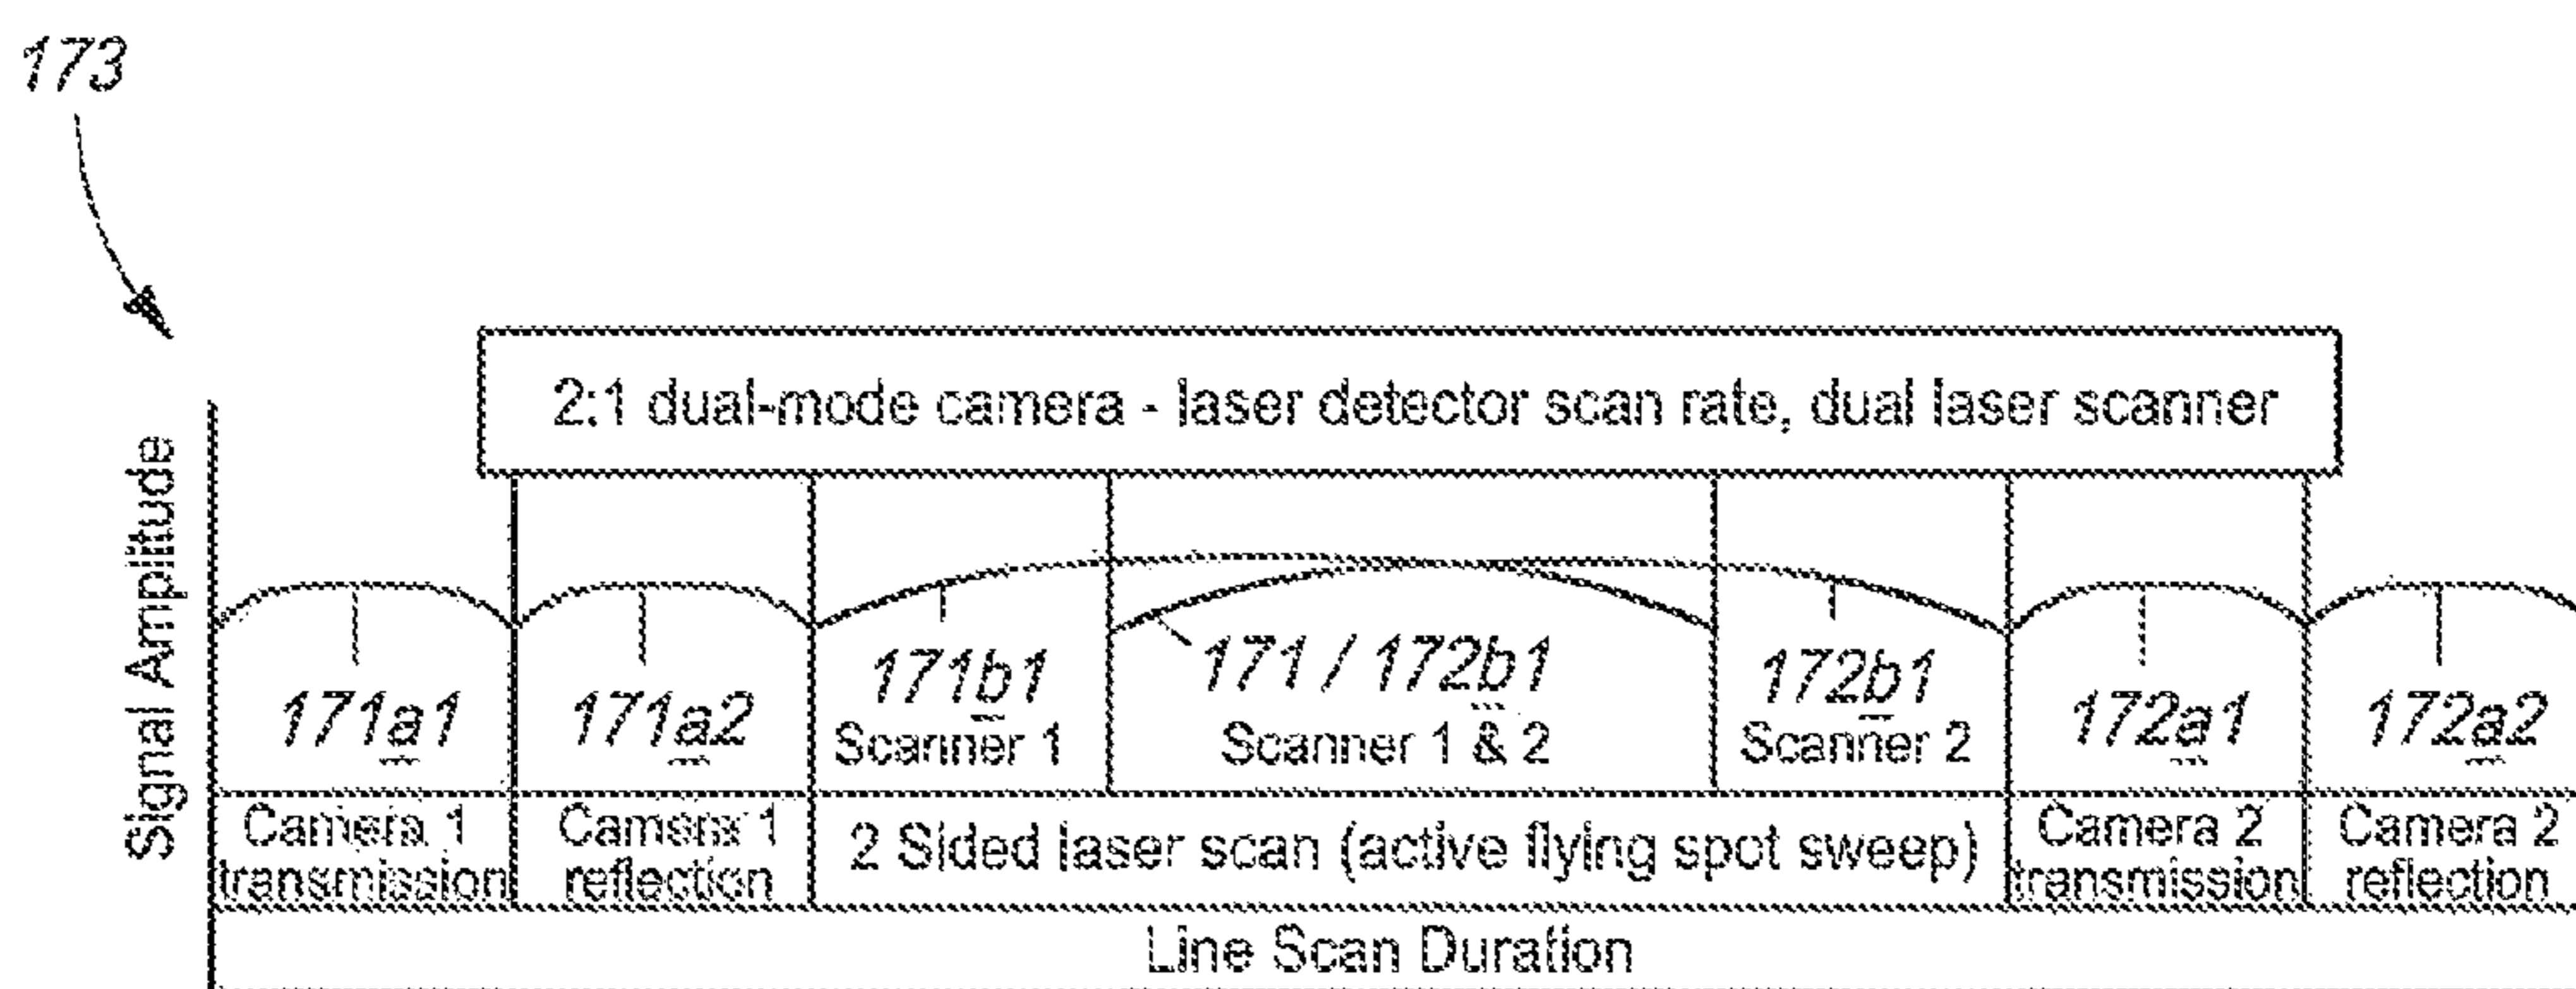 173
2:1 dual-mode camera - laser detector scan rate, dual laser scanner
Signal Amplitude
171a1
171a2
171b1
Scanner 1
171 / 172b1
Scanner 1 & 2
172b1
Scanner 2
172a1
172a2
Camera 1
transmission
Camera 1
reflection
2 Sided laser scan (active flying spot sweep)
Camera 2
transmission
Camera 2
reflection
Line Scan Duration